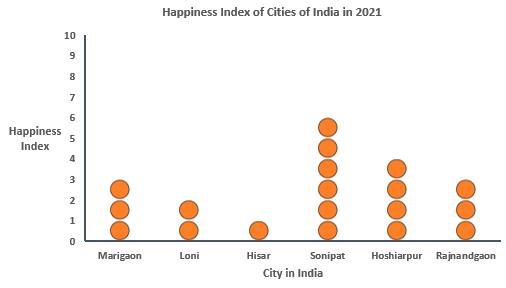 Happiness Index of Cities of India in 2021
10
9
8
7
6
5
4
3
2
1
0
Happiness
Index
Marigaon Loni Hisar Sonipat Hoshiarpur Rajnandgaon
City in India